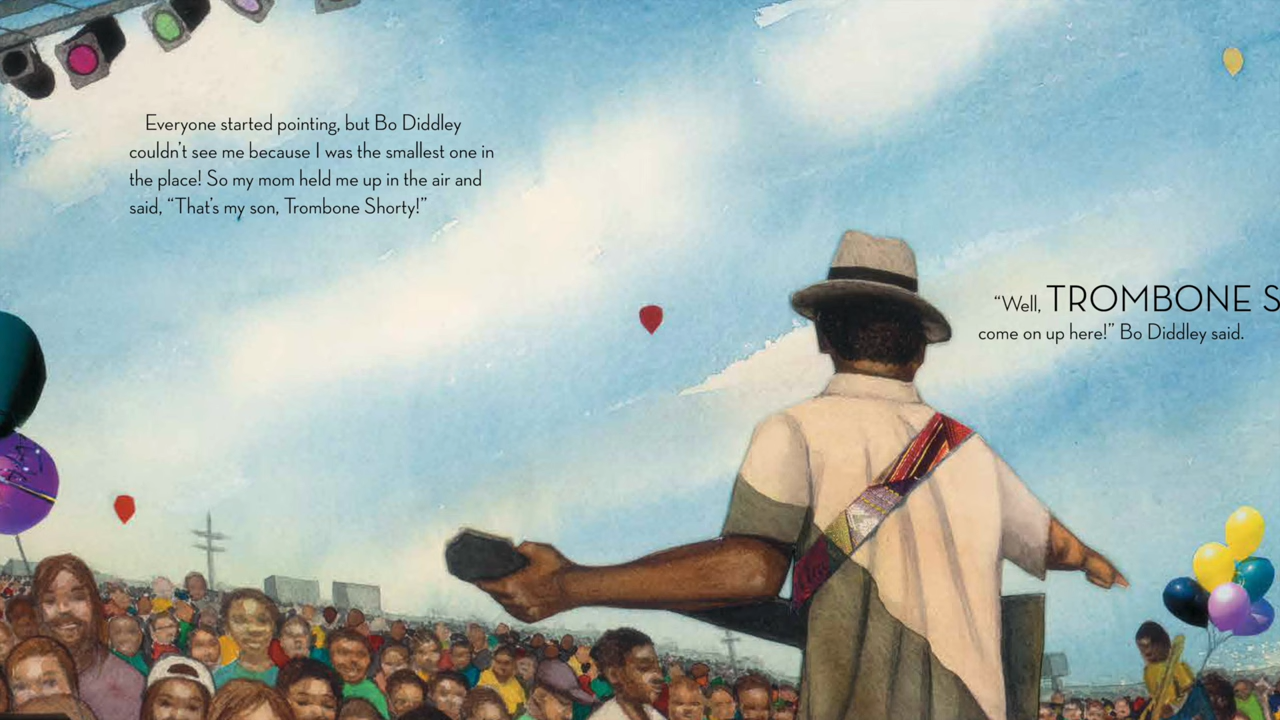 Everyone started pointing, but Bo Diddley
couldn’t see me because I was the smallest one in
the place! So my mom held me up in the air and
said, “That’s my son, Trombone Shorty!”
“Well, TROMBONE S
come on up here!” Bo Diddley said.